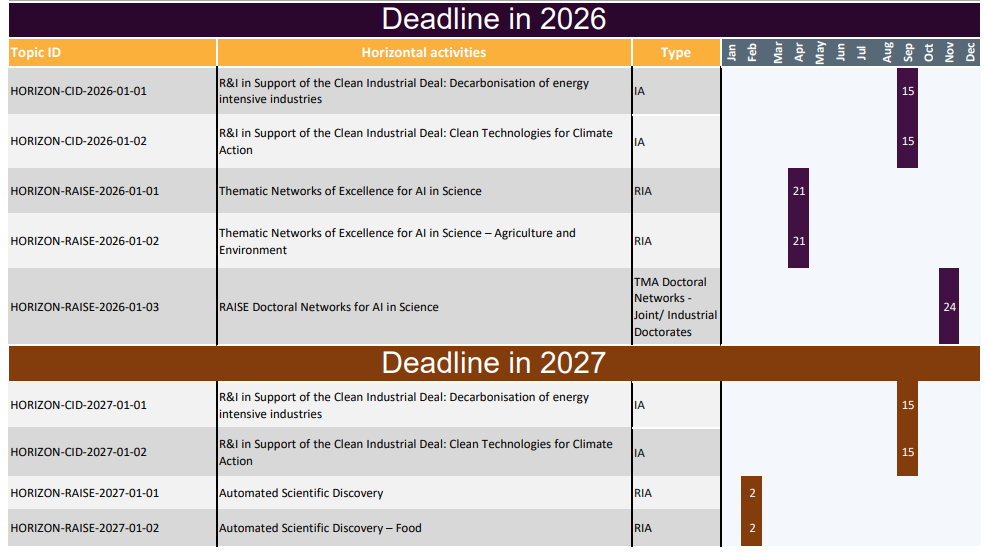 Deadline in 2026
Topic ID Horizontal activities Type Jan Feb Mar Apr May Jun Jul Aug Sep Oct Nov Dec
HORIZON-CID-2026-01-01 R&I in Support of the Clean Industrial Deal: Decarbonisation of energy
intensive industries IA 15
HORIZON-CID-2026-01-02 R&I in Support of the Clean Industrial Deal: Clean Technologies for Climate
Action IA 15
HORIZON-RAISE-2026-01-01 Thematic Networks of Excellence for AI in Science RIA 21
HORIZON-RAISE-2026-01-02 Thematic Networks of Excellence for AI in Science – Agriculture and
Environment RIA 21
HORIZON-RAISE-2026-01-03 RAISE Doctoral Networks for AI in Science TMA Doctoral
Networks -
Joint/ Industrial
Doctorates 24
Deadline in 2027
HORIZON-CID-2027-01-01 R&I in Support of the Clean Industrial Deal: Decarbonisation of energy
intensive industries IA 15
HORIZON-CID-2027-01-02 R&I in Support of the Clean Industrial Deal: Clean Technologies for Climate
Action IA 15
HORIZON-RAISE-2027-01-01 Automated Scientific Discovery RIA 2
HORIZON-RAISE-2027-01-02 Automated Scientific Discovery – Food RIA 2